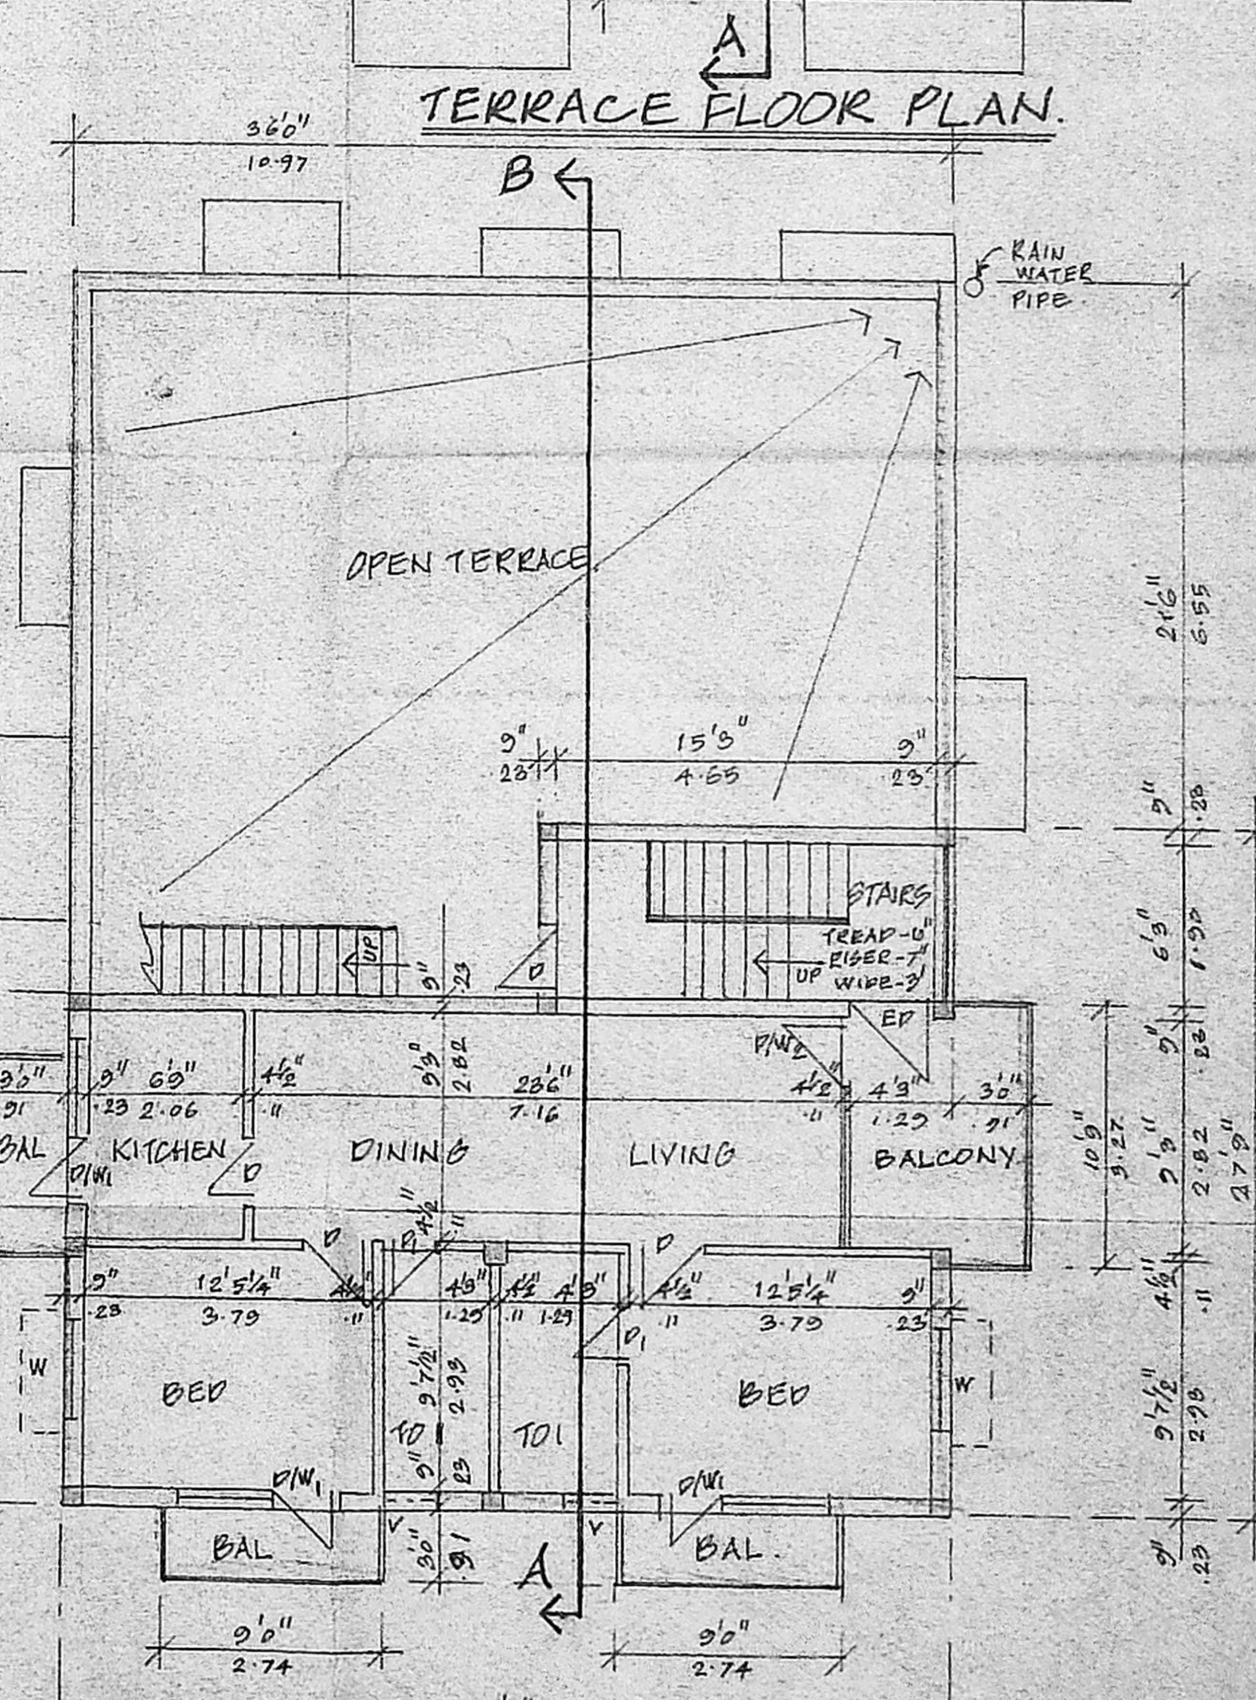 A
TERRACE FLOOR PLAN.
36'0"
10.97
B
RAIN
WATER
PIPE.
OPEN TERRACE
21'6"
6.55
9"
.23
15'3"
4.65
9"
.23
9"
.23
STAIRS
TREAD-10"
RISER-7"
UP WIDE-3'
UP
D
9"
.23
6'3"
1.90
9"
.23
ED
D/W2
3'0"
.91
9"
.23
6'9"
2.06
4½"
.11
9'3"
2.82
23'6"
7.16
4½"
.11
4'3"
1.29
3'0"
.91
10'9"
3.27
9'3"
2.82
27'9"
BAL
KITCHEN
DINING
LIVING
BALCONY
D/W1
D
D
D
4½"
.11
D
9"
.23
12'5¼"
3.79
4½"
.11
4'3"
1.29
4½"
.11
4'3"
1.29
4½"
.11
12'5¼"
3.79
9"
.23
4½"
.11
D1
W
BED
9'7½"
2.93
TOI
TOI
BED
W
9'7½"
2.93
9"
23
D/W1
D/W1
V
V
BAL
3'0"
91
BAL.
A
9"
.23
9'0"
2.74
9'0"
2.74